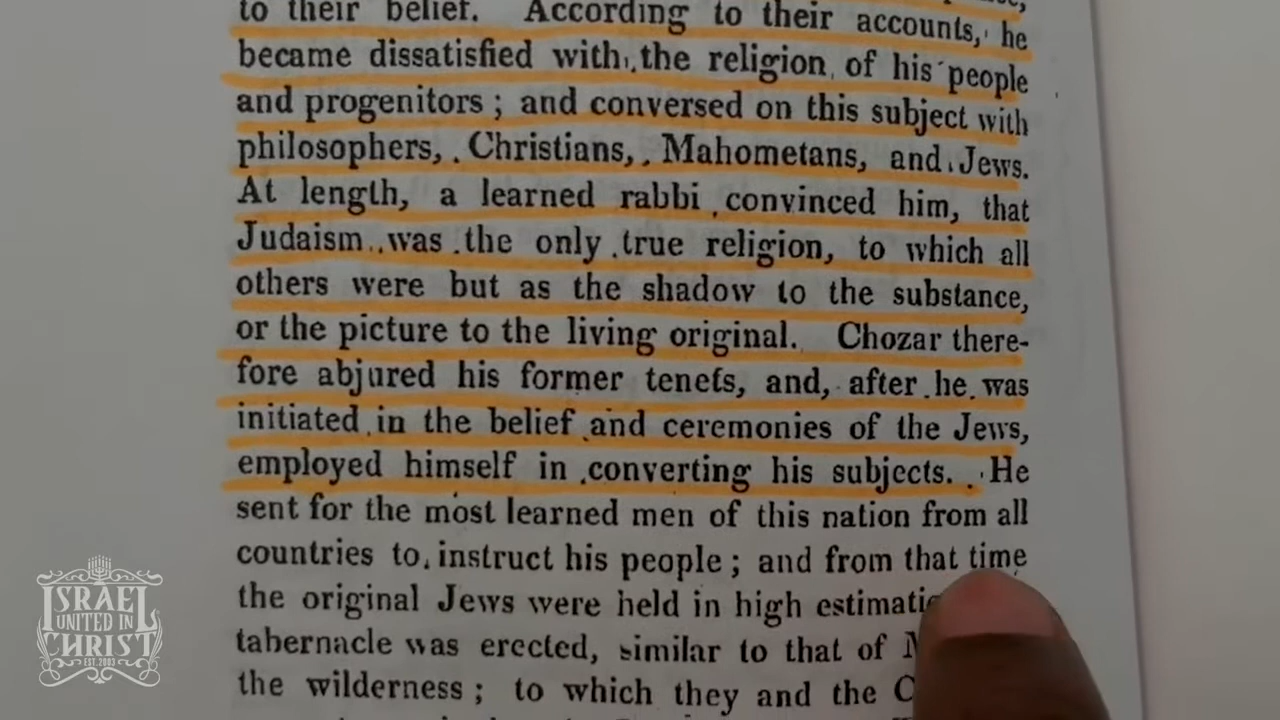 to their belief. According to their accounts, he
became dissatisfied with the religion of his people
and progenitors ; and conversed on this subject with
philosophers, Christians, Mahometans, and Jews.
At length, a learned rabbi convinced him, that
Judaism was the only true religion, to which all
others were but as the shadow to the substance,
or the picture to the living original. Chozar there-
fore abjured his former tenets, and, after he was
initiated in the belief and ceremonies of the Jews,
employed himself in converting his subjects. He
sent for the most learned men of this nation from all
countries to instruct his people ; and from that time
the original Jews were held in high
tabernacle was erected, similar to that of
the wilderness ; to which they and the
ISRAEL
UNITED IN
CHRIST
EST.2003